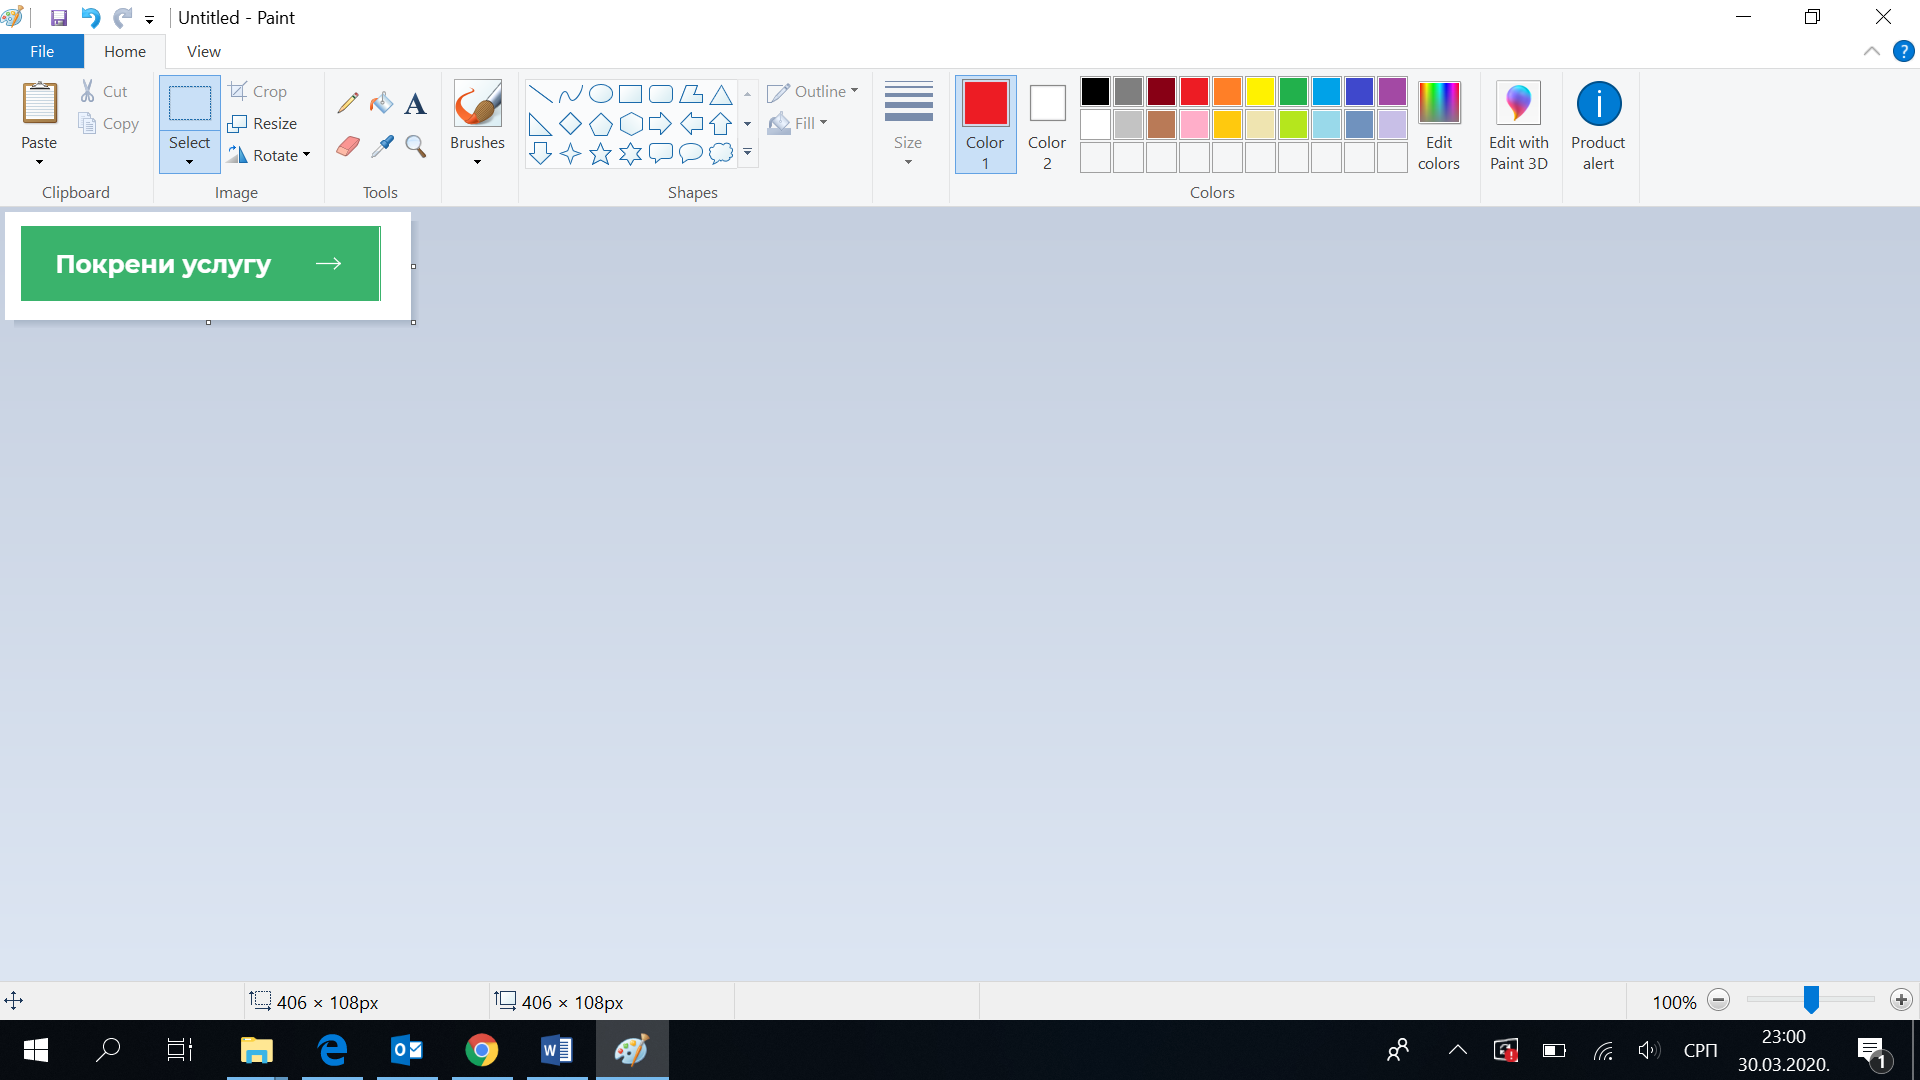 Untitled - Paint
File Home View
Paste
Cut
Copy
Clipboard
Select
Crop
Resize
Rotate
Image
A
Tools
Brushes
Shapes
Outline
Fill
Size
Color 1
Color 2
Colors
Edit colors
Edit with Paint 3D
Product alert
Покрени услугу
406 × 108px
406 × 108px
100%
СРП
23:00
30.03.2020.
1